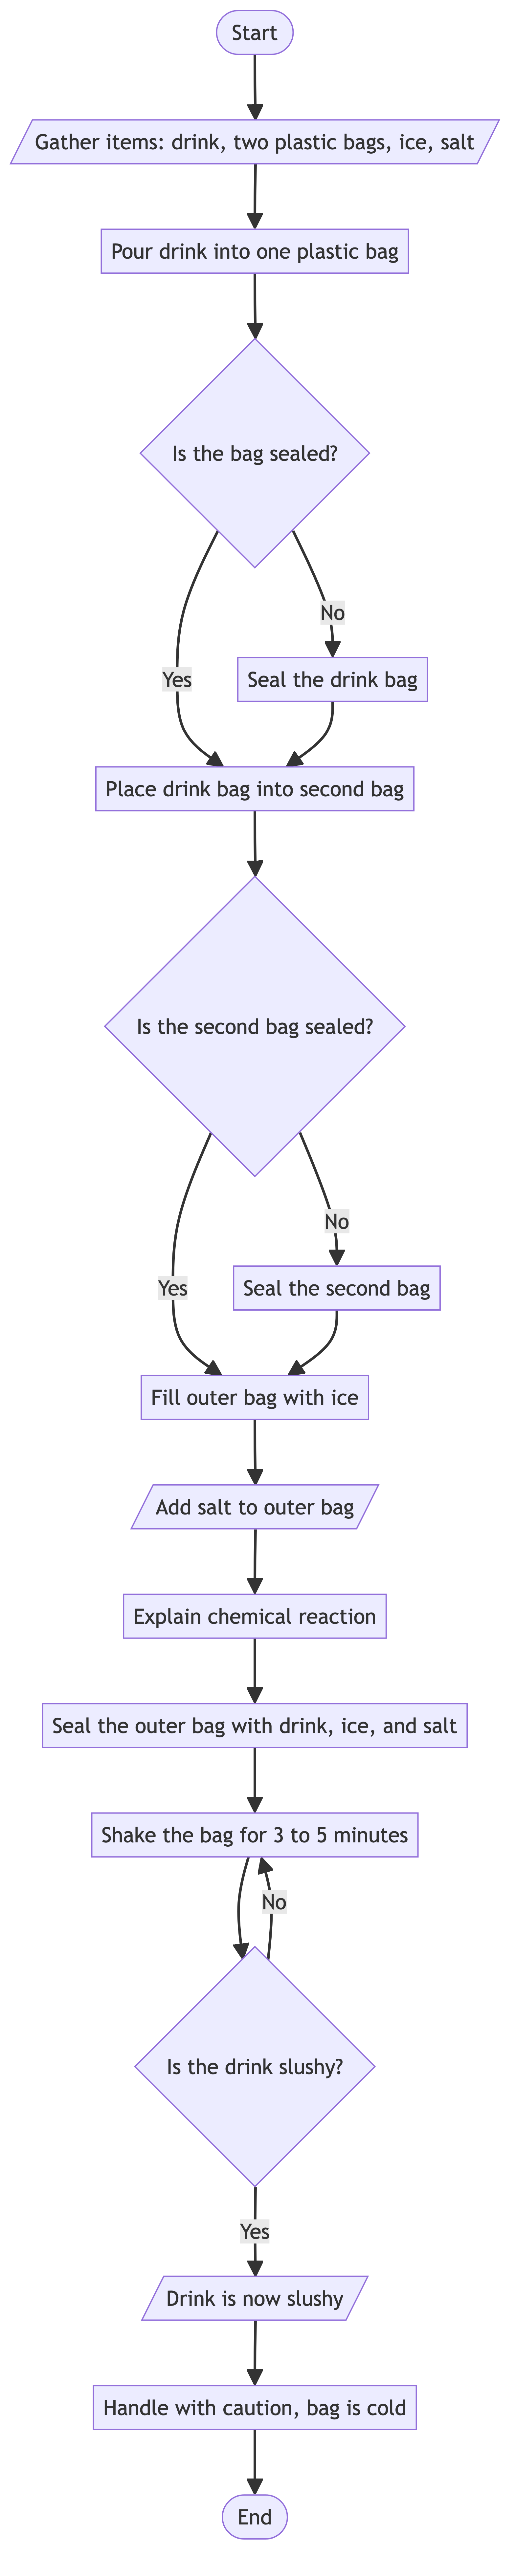 Start
Gather items: drink, two plastic bags, ice, salt
Pour drink into one plastic bag
Is the bag sealed?
No
Yes
Seal the drink bag
Place drink bag into second bag
Is the second bag sealed?
No
Yes
Seal the second bag
Fill outer bag with ice
Add salt to outer bag
Explain chemical reaction
Seal the outer bag with drink, ice, and salt
Shake the bag for 3 to 5 minutes
No
Is the drink slushy?
Yes
Drink is now slushy
Handle with caution, bag is cold
End